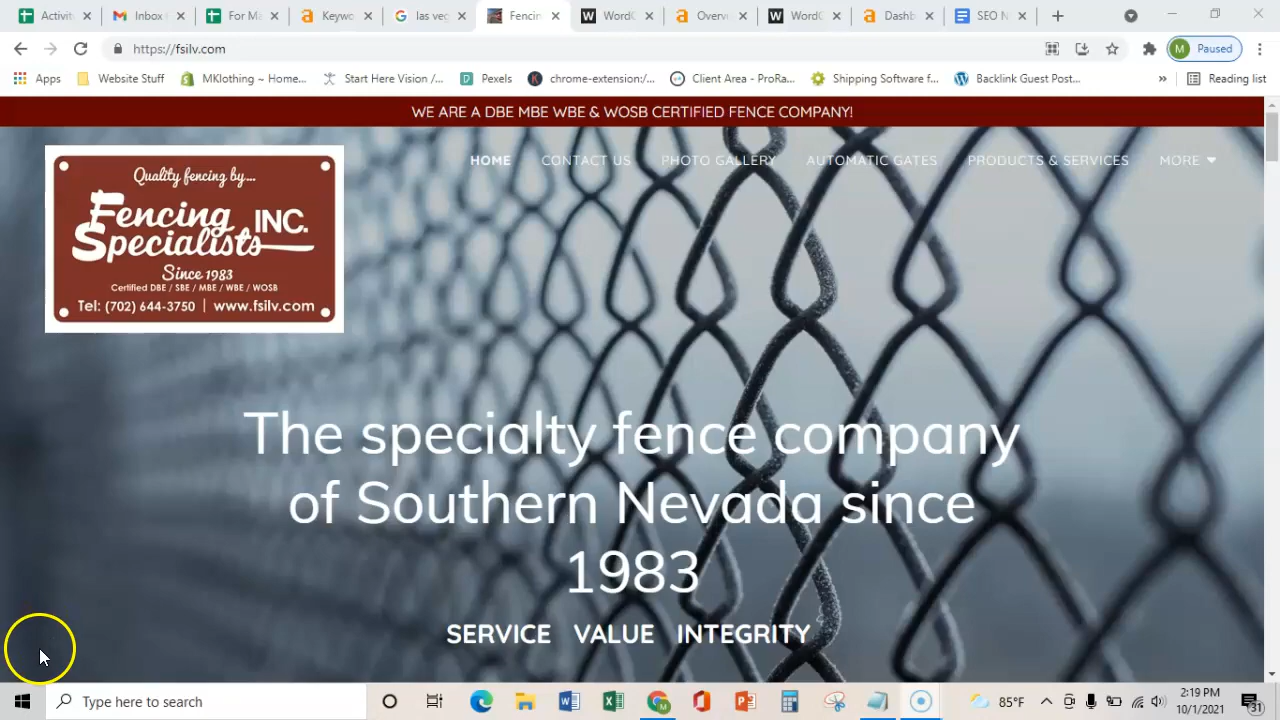 Activit
Inbox
For M
Keywo
las veg
Fencin
WordC
Overv
WordC
Dashb
SEO N
https://fsilv.com
M Paused
Apps
Website Stuff
MKlothing ~ Home...
Start Here Vision /...
Pexels
chrome-extension:/...
Client Area - ProRa...
Shipping Software f...
Backlink Guest Post...
»
Reading list
WE ARE A DBE MBE WBE & WOSB CERTIFIED FENCE COMPANY!
HOME
CONTACT US
PHOTO GALLERY
AUTOMATIC GATES
PRODUCTS & SERVICES
MORE
Quality fencing by...
Fencing
Specialists INC.
Since 1983
Certified DBE / SBE / MBE / WBE / WOSB
Tel: (702) 644-3750 | www.fsilv.com
The specialty fence company
of Southern Nevada since
1983
SERVICE VALUE INTEGRITY
Type here to search
85°F
2:19 PM
10/1/2021
31